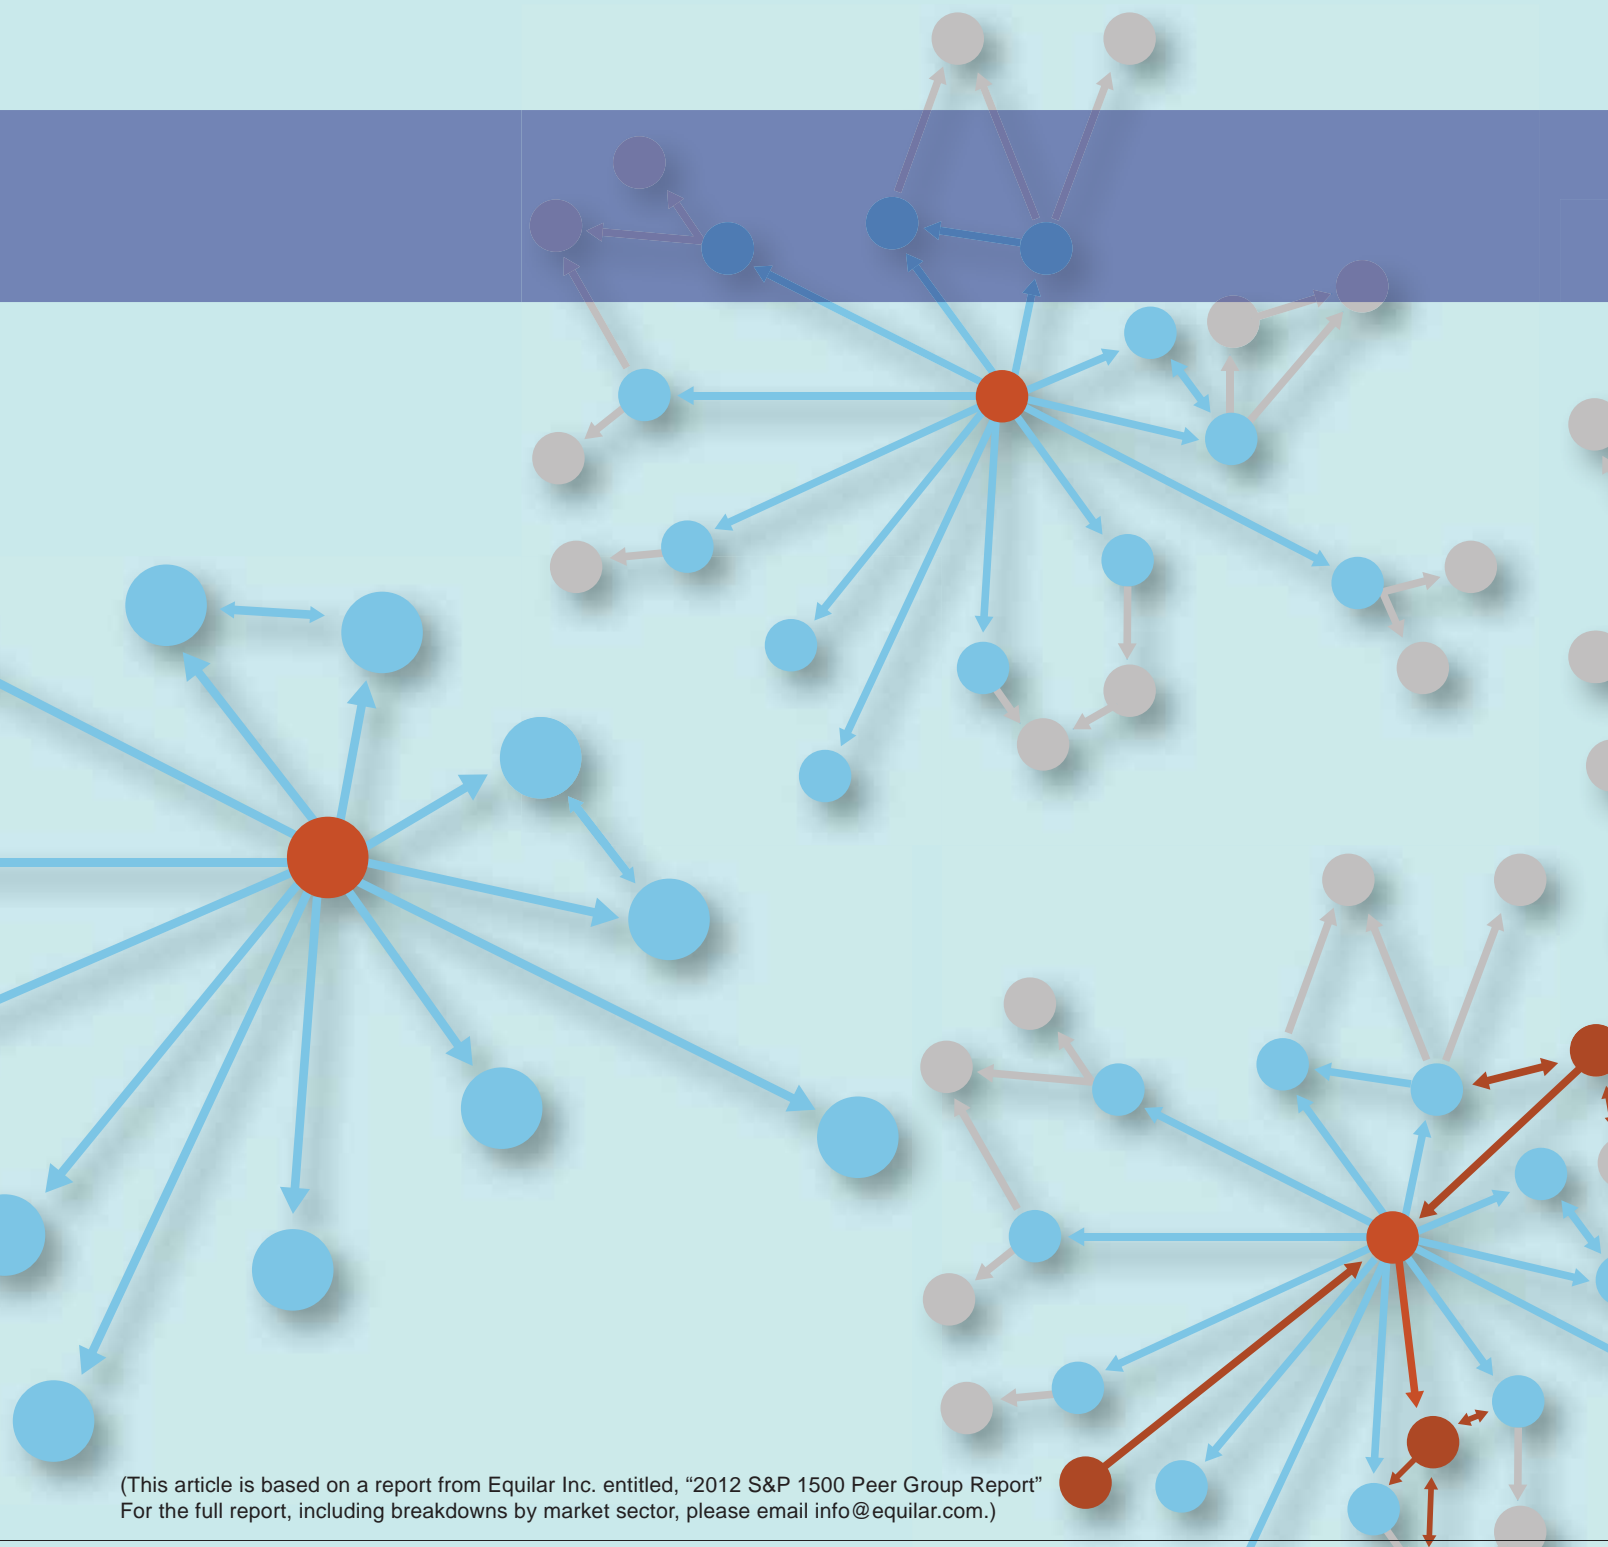 (This article is based on a report from Equilar Inc. entitled, “2012 S&P 1500 Peer Group Report”
For the full report, including breakdowns by market sector, please email info@equilar.com.)